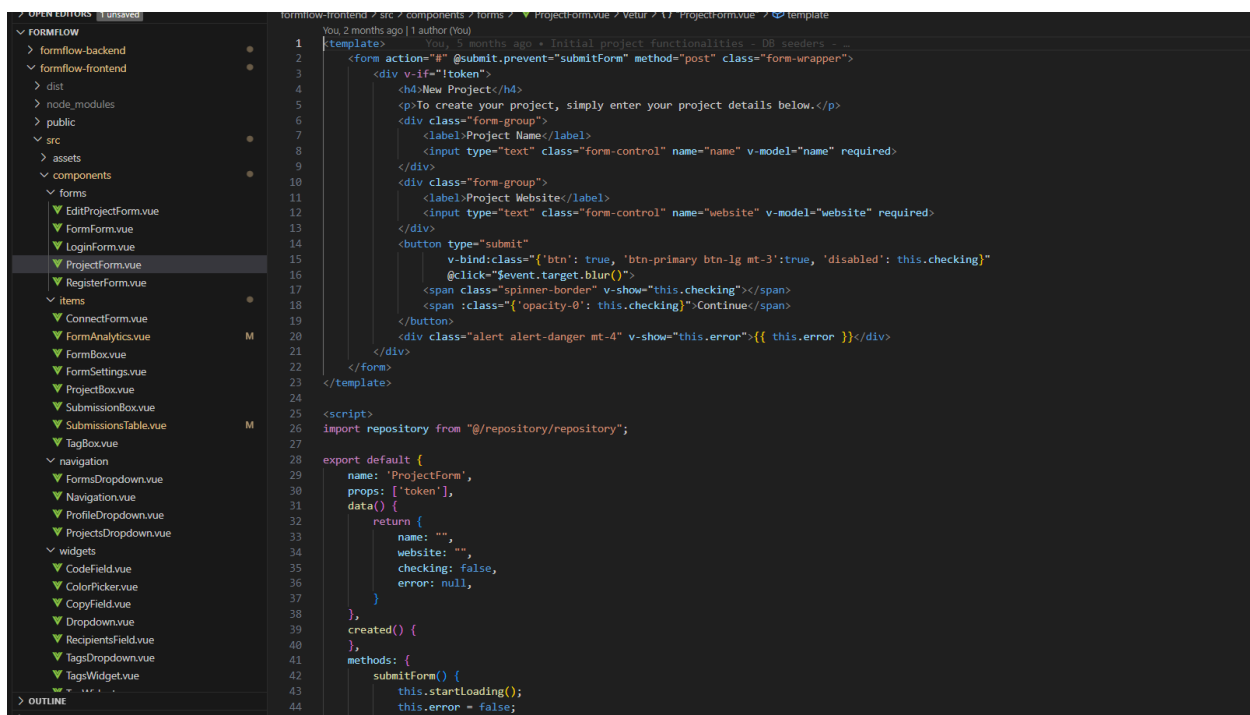 OPEN EDITORS 1 unsaved
FORMFLOW
formflow-backend
formflow-frontend
dist
node_modules
public
src
assets
components
forms
EditProjectForm.vue
FormForm.vue
LoginForm.vue
ProjectForm.vue
RegisterForm.vue
items
ConnectForm.vue
FormAnalytics.vue M
FormBox.vue
FormSettings.vue
ProjectBox.vue
SubmissionBox.vue
SubmissionsTable.vue M
TagBox.vue
navigation
FormsDropdown.vue
Navigation.vue
ProfileDropdown.vue
ProjectsDropdown.vue
widgets
CodeField.vue
ColorPicker.vue
CopyField.vue
Dropdown.vue
RecipientsField.vue
TagsDropdown.vue
TagsWidget.vue
OUTLINE
formflow-frontend > src > components > forms > ProjectForm.vue > Vetur > {} "ProjectForm.vue" > template
You, 2 months ago | 1 author (You)
1 <template> You, 5 months ago • Initial project functionalities - DB seeders - …
2 <form action="#" @submit.prevent="submitForm" method="post" class="form-wrapper">
3 <div v-if="!token">
4 <h4>New Project</h4>
5 <p>To create your project, simply enter your project details below.</p>
6 <div class="form-group">
7 <label>Project Name</label>
8 <input type="text" class="form-control" name="name" v-model="name" required>
9 </div>
10 <div class="form-group">
11 <label>Project Website</label>
12 <input type="text" class="form-control" name="website" v-model="website" required>
13 </div>
14 <button type="submit"
15 v-bind:class="{'btn': true, 'btn-primary btn-lg mt-3':true, 'disabled': this.checking}"
16 @click="$event.target.blur()">
17 <span class="spinner-border" v-show="this.checking"></span>
18 <span :class="{'opacity-0': this.checking}">Continue</span>
19 </button>
20 <div class="alert alert-danger mt-4" v-show="this.error">{{ this.error }}</div>
21 </div>
22 </form>
23 </template>
24
25 <script>
26 import repository from "@/repository/repository";
27
28 export default {
29 name: 'ProjectForm',
30 props: ['token'],
31 data() {
32 return {
33 name: "",
34 website: "",
35 checking: false,
36 error: null,
37 }
38 },
39 created() {
40 },
41 methods: {
42 submitForm() {
43 this.startLoading();
44 this.error = false;